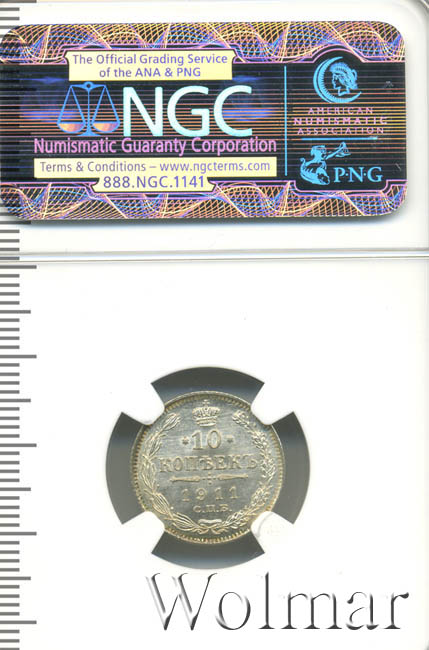 The Official Grading Service
of the ANA & PNG
NGC
Numismatic Guaranty Corporation
Terms & Conditions – www.ngcterms.com
888.NGC.1141
AMERICAN
NUMISMATIC
ASSOCIATION
P·N·G
·10·
КОПѢЕКЪ
1911
С.П.Б.
Wolmar